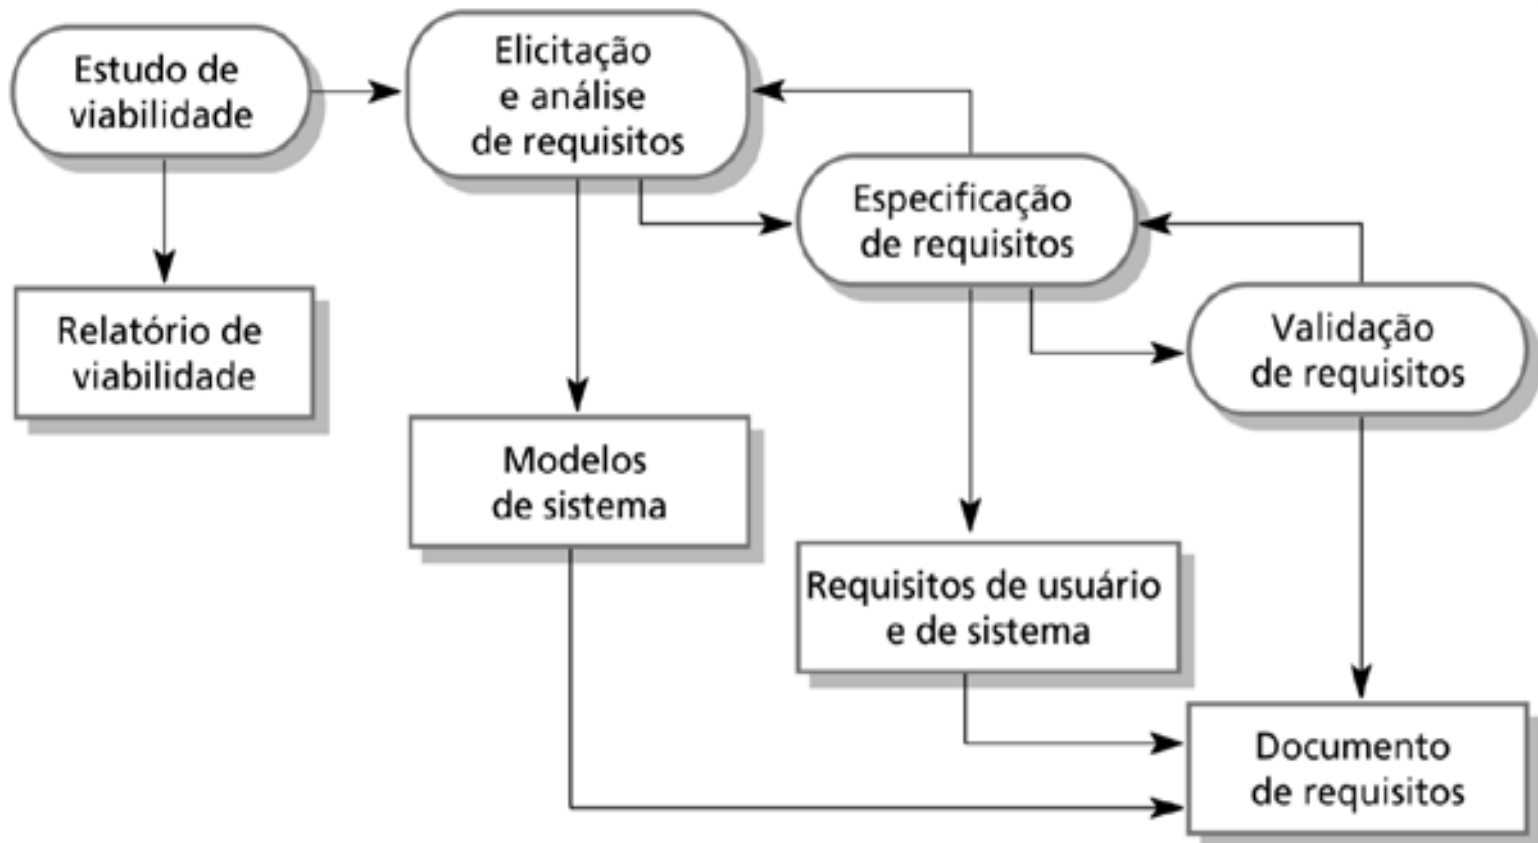 Estudo de
viabilidade
Elicitação
e análise
de requisitos
Especificação
de requisitos
Validação
de requisitos
Relatório de
viabilidade
Modelos
de sistema
Requisitos de usuário
e de sistema
Documento
de requisitos